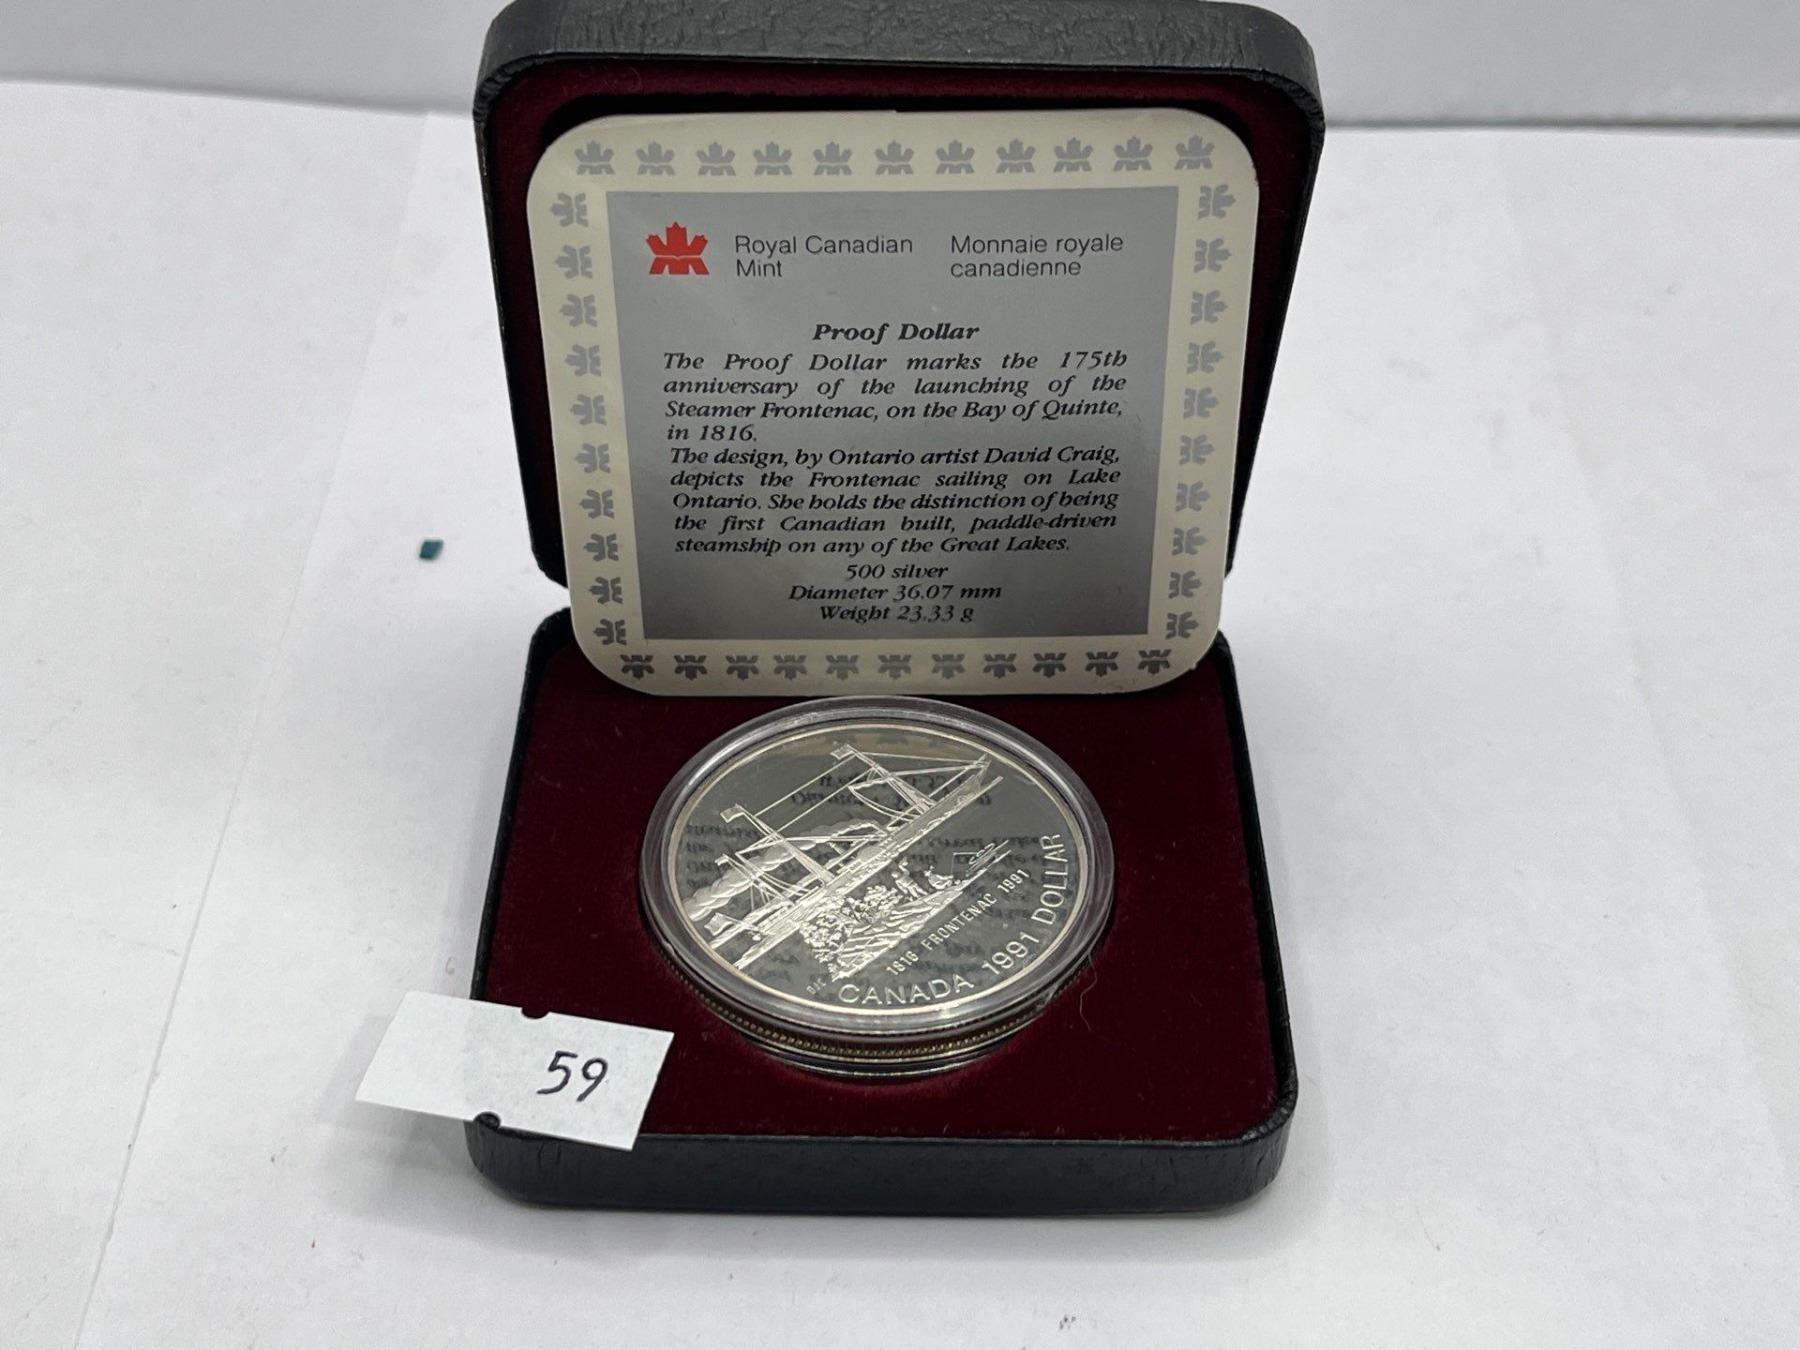 Royal Canadian Mint
Monnaie royale canadienne
Proof Dollar
The Proof Dollar marks the 175th
anniversary of the launching of the
Steamer Frontenac, on the Bay of Quinte,
in 1816.
The design, by Ontario artist David Craig,
depicts the Frontenac sailing on Lake
Ontario. She holds the distinction of being
the first Canadian built, paddle-driven
steamship on any of the Great Lakes.
500 silver
Diameter 36.07 mm
Weight 23.33 g
1816 FRONTENAC 1991
DJC
CANADA 1991 DOLLAR
59